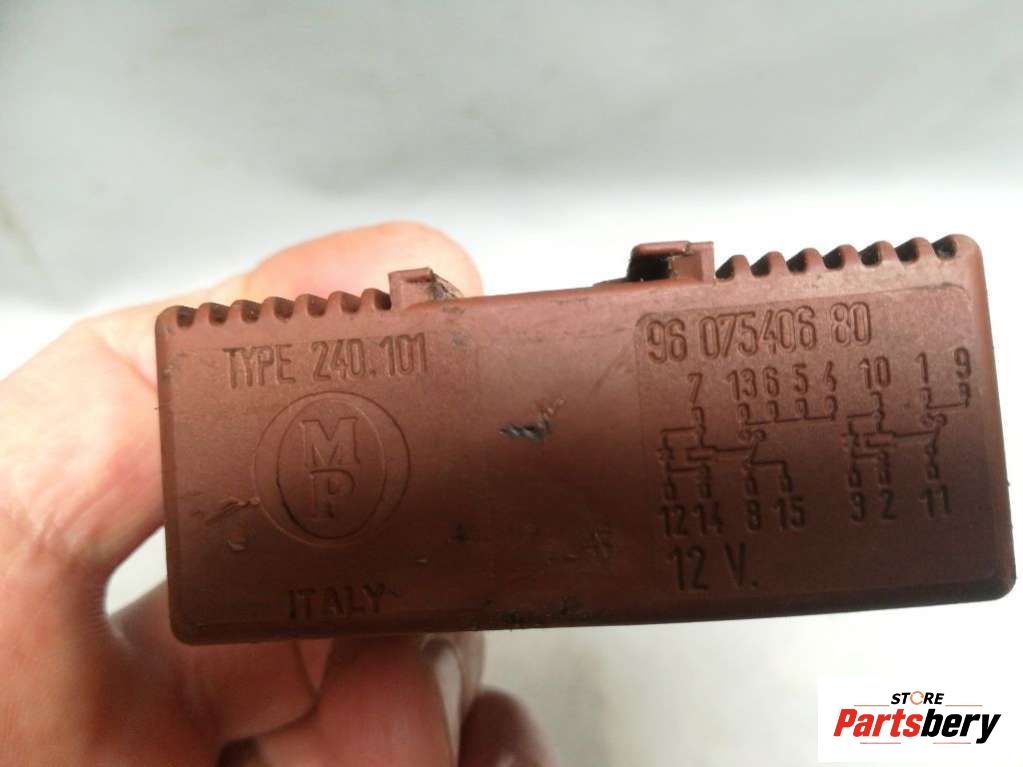 TYPE 240.101
MP
ITALY
96 075406 80
7 13 6 5 4 10 1 9
12 14 8 15 3 2 11
12 V.
STORE
Partsbery